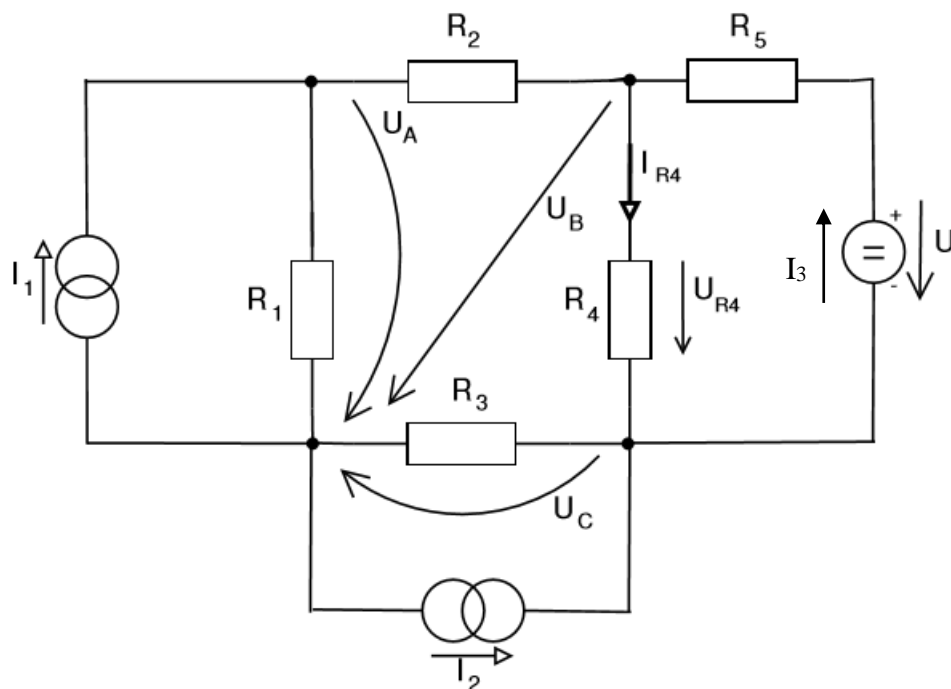 R2
R5
UA
IR4
UB
+
I1
R1
R4
UR4
I3
=
-
U
R3
UC
I2